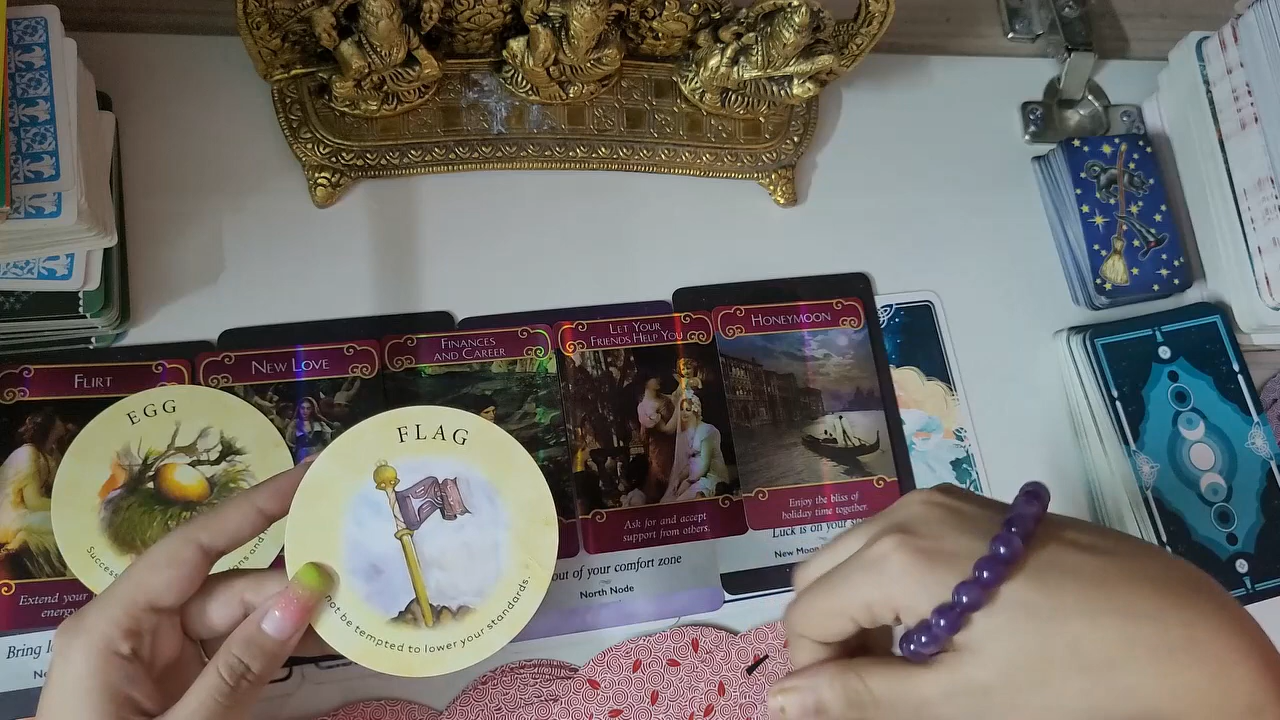 FLIRT
NEW LOVE
FINANCES
AND CAREER
LET YOUR
FRIENDS HELP YOU
HONEYMOON
EGG
FLAG
Success
not be tempted to lower your standards.
Extend your
energy
Ask for and accept
support from others.
Enjoy the bliss of
holiday time together.
Luck is on your
New Moon
out of your comfort zone
North Node
Bring